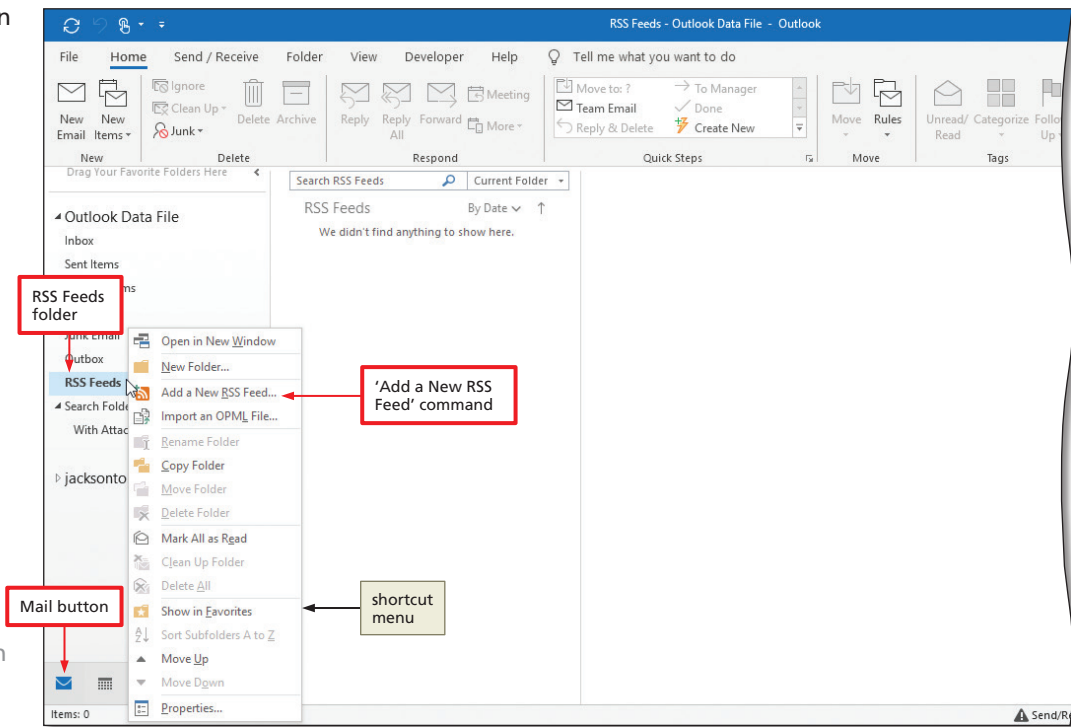 n
RSS Feeds - Outlook Data File - Outlook
File Home Send / Receive Folder View Developer Help Tell me what you want to do
New Email
New Items
Ignore
Clean Up
Junk
Delete
Archive
Reply
Reply All
Forward
Meeting
More
Move to: ?
Team Email
Reply & Delete
To Manager
Done
Create New
Move
Rules
Unread/ Read
Categorize
Follo
Up
New
Delete
Respond
Quick Steps
Move
Tags
Drag Your Favorite Folders Here
Search RSS Feeds
Current Folder
RSS Feeds
By Date
We didn't find anything to show here.
Outlook Data File
Inbox
Sent Items
ms
RSS Feeds
folder
Junk Email
Outbox
RSS Feeds
Search Folde
With Attac
jacksonto
Open in New Window
New Folder...
Add a New RSS Feed...
Import an OPML File...
Rename Folder
Copy Folder
Move Folder
Delete Folder
Mark All as Read
Clean Up Folder
Delete All
Show in Favorites
Sort Subfolders A to Z
Move Up
Move Down
Properties...
'Add a New RSS
Feed' command
shortcut
menu
Mail button
n
Items: 0
Send/Re